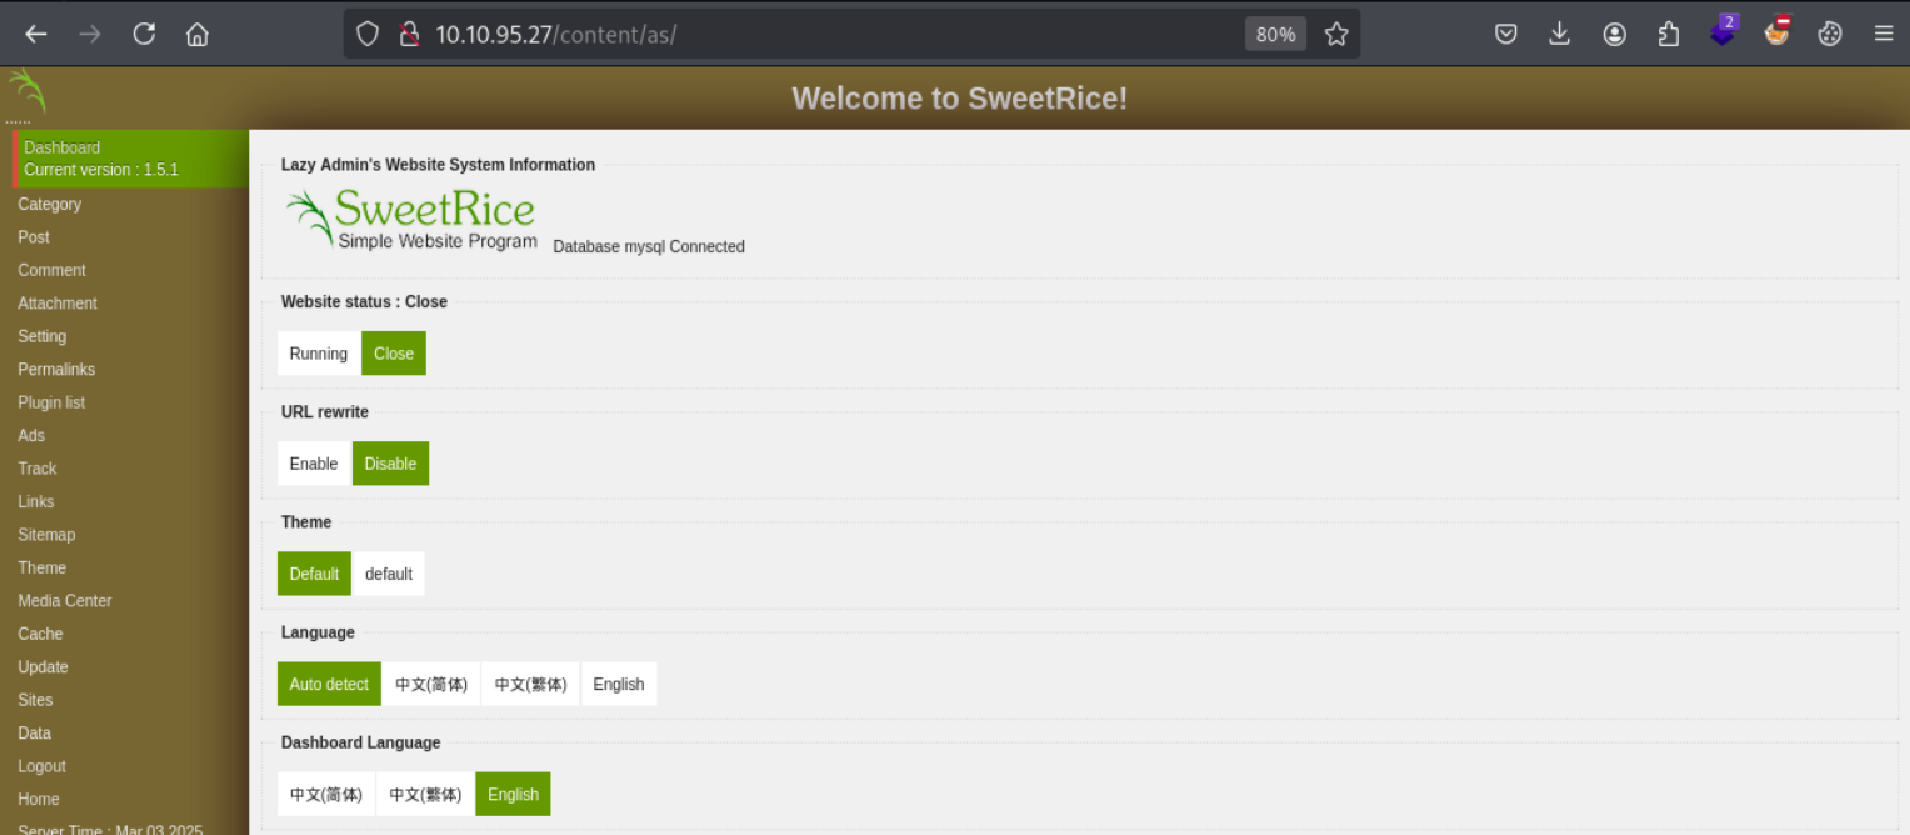 10.10.95.27/content/as/
80%
2
Welcome to SweetRice!
Dashboard
Current version : 1.5.1
Category
Post
Comment
Attachment
Setting
Permalinks
Plugin list
Ads
Track
Links
Sitemap
Theme
Media Center
Cache
Update
Sites
Data
Logout
Home
Server Time : Mar 03 2025
Lazy Admin's Website System Information
SweetRice
Simple Website Program
Database mysql Connected
Website status : Close
Running Close
URL rewrite
Enable Disable
Theme
Default default
Language
Auto detect 中文(简体) 中文(繁体) English
Dashboard Language
中文(简体) 中文(繁体) English